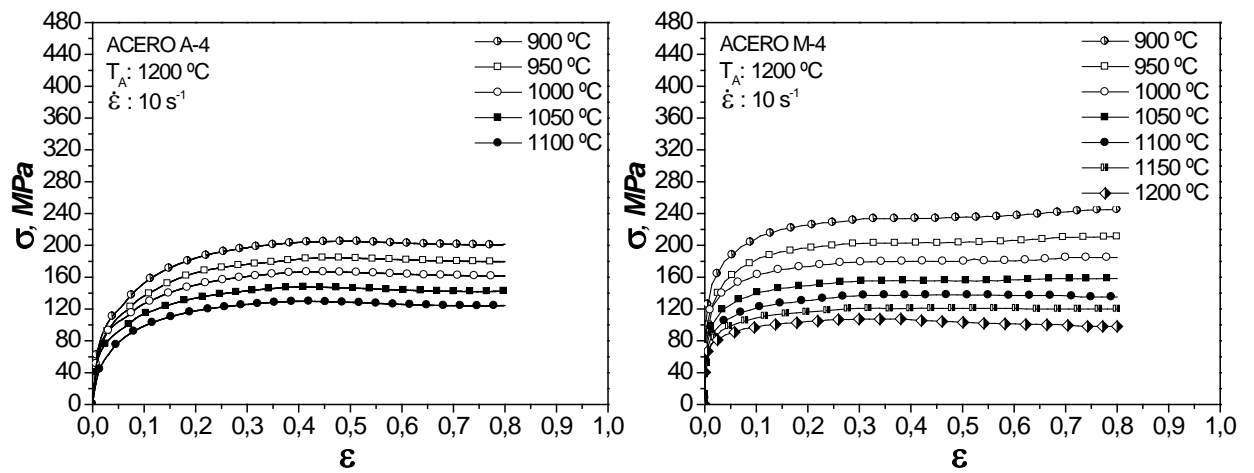 ACERO A-4
T_A: 1200 ºC
ε̇ : 10 s⁻¹
900 ºC
950 ºC
1000 ºC
1050 ºC
1100 ºC
480
440
400
360
320
280
240
200
160
120
80
40
0
σ, MPa
0,0 0,1 0,2 0,3 0,4 0,5 0,6 0,7 0,8 0,9 1,0
ε
ACERO M-4
T_A: 1200 ºC
ε̇ : 10 s⁻¹
900 ºC
950 ºC
1000 ºC
1050 ºC
1100 ºC
1150 ºC
1200 ºC
480
440
400
360
320
280
240
200
160
120
80
40
0
σ, MPa
0,0 0,1 0,2 0,3 0,4 0,5 0,6 0,7 0,8 0,9 1,0
ε